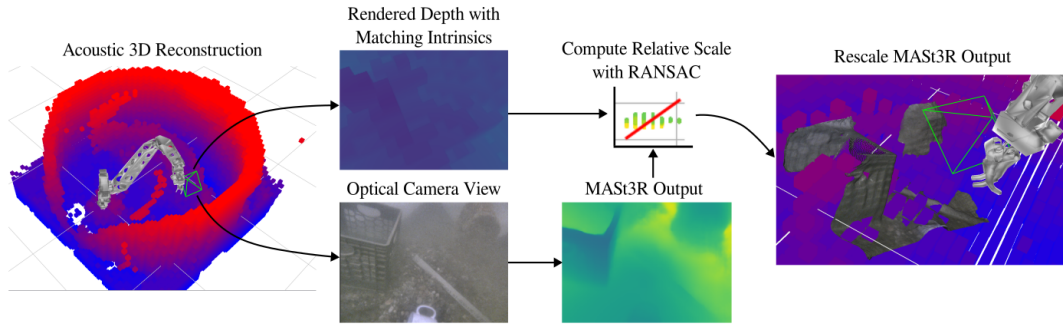 Acoustic 3D Reconstruction
Rendered Depth with
Matching Intrinsics
Optical Camera View
Compute Relative Scale
with RANSAC
MASt3R Output
Rescale MASt3R Output